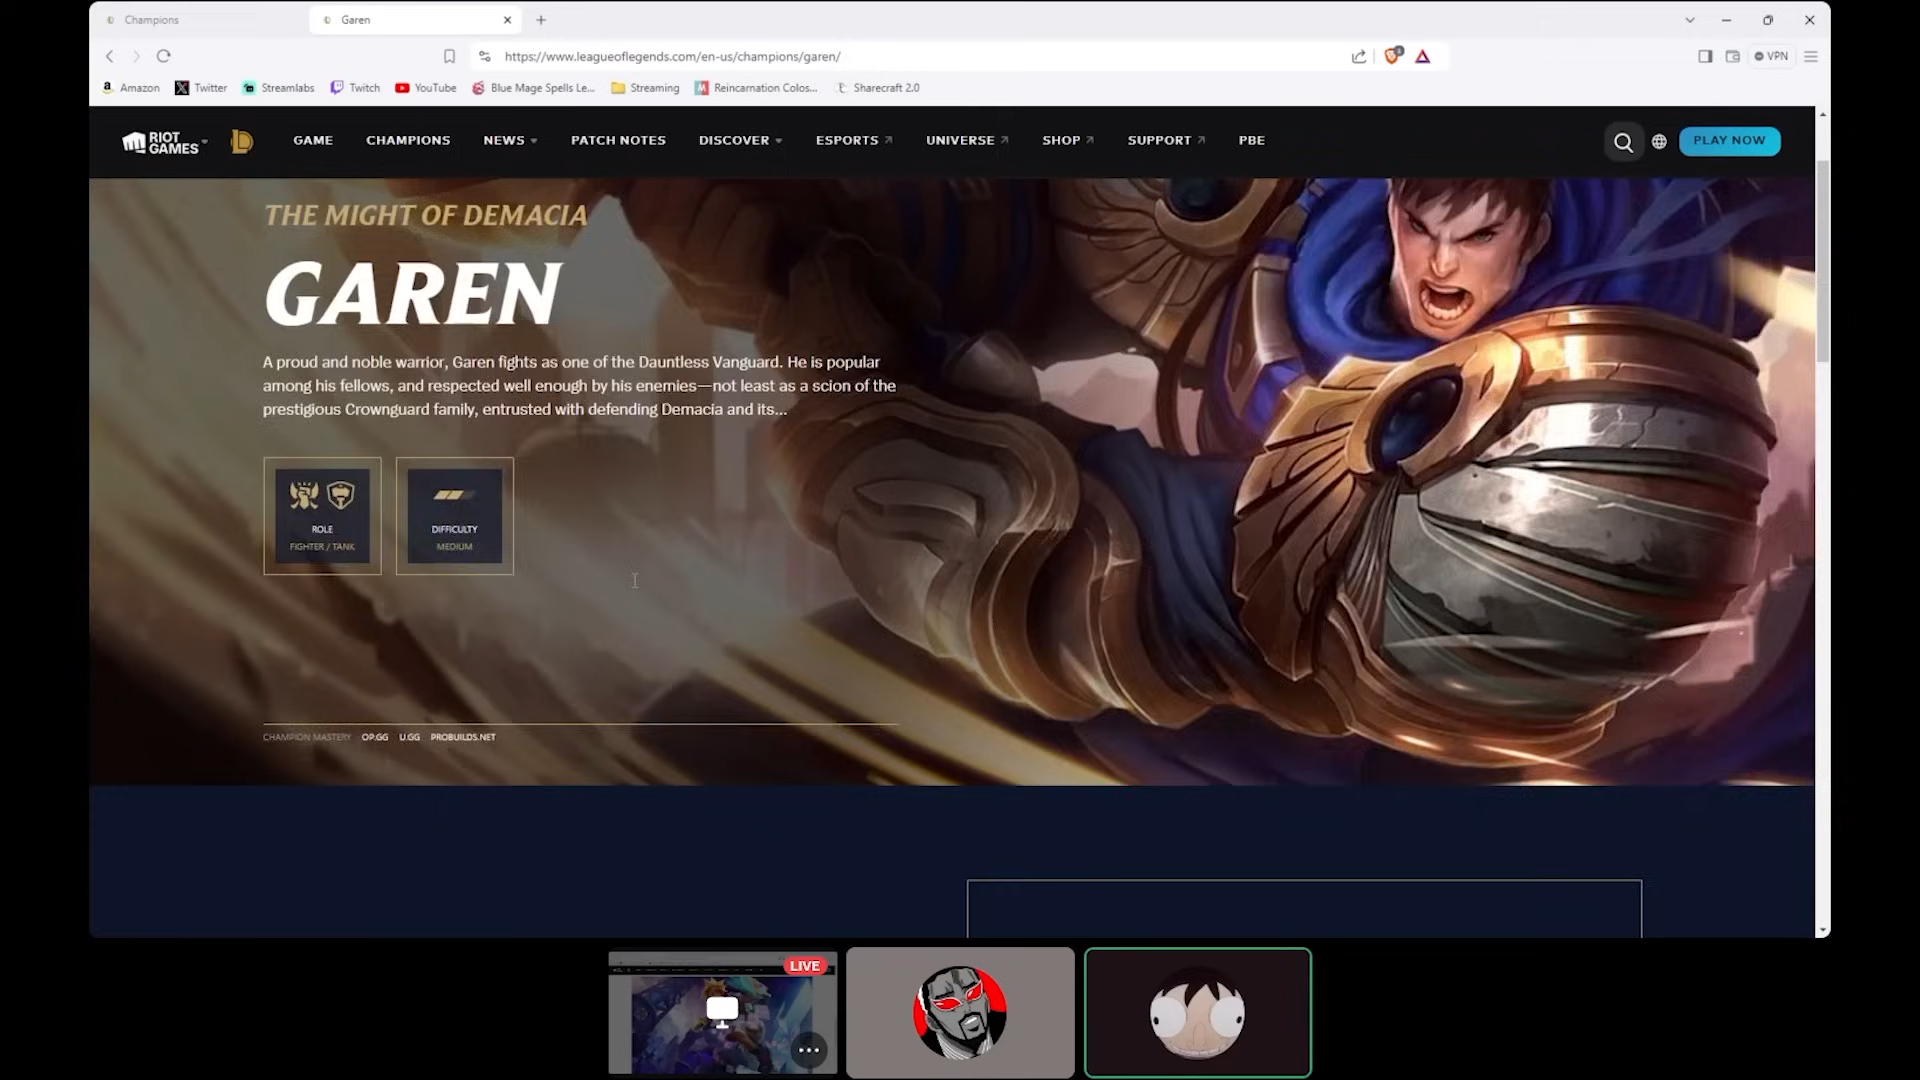 Champions
Garen
https://www.leagueoflegends.com/en-us/champions/garen/
VPN
Amazon
Twitter
Streamlabs
Twitch
YouTube
Blue Mage Spells Le...
Streaming
Reincarnation Colos...
Sharecraft 2.0
RIOT
GAMES
GAME
CHAMPIONS
NEWS
PATCH NOTES
DISCOVER
ESPORTS
UNIVERSE
SHOP
SUPPORT
PBE
PLAY NOW
THE MIGHT OF DEMACIA
GAREN
A proud and noble warrior, Garen fights as one of the Dauntless Vanguard. He is popular
among his fellows, and respected well enough by his enemies—not least as a scion of the
prestigious Crownguard family, entrusted with defending Demacia and its...
ROLE
FIGHTER / TANK
DIFFICULTY
MEDIUM
CHAMPION MASTERY
OP.GG
U.GG
PROBUILDS.NET
LIVE